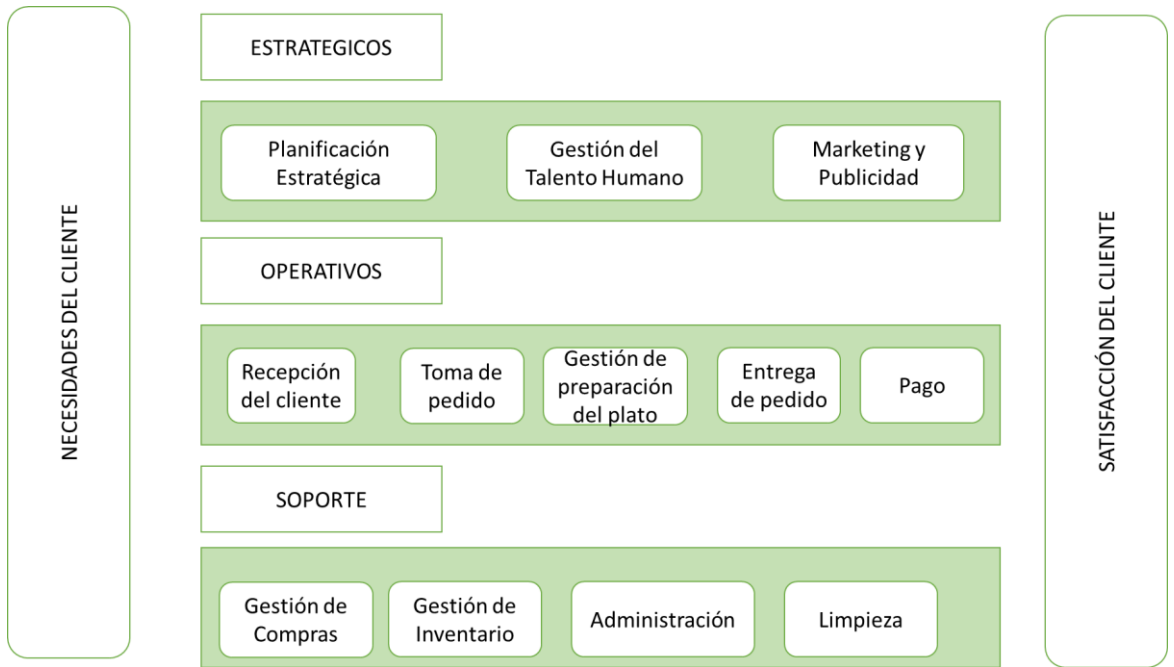 NECESIDADES DEL CLIENTE
ESTRATEGICOS
Planificación
Estratégica
Gestión del
Talento Humano
Marketing y
Publicidad
OPERATIVOS
Recepción
del cliente
Toma de
pedido
Gestión de
preparación
del plato
Entrega
de pedido
Pago
SOPORTE
Gestión de
Compras
Gestión de
Inventario
Administración
Limpieza
SATISFACCIÓN DEL CLIENTE